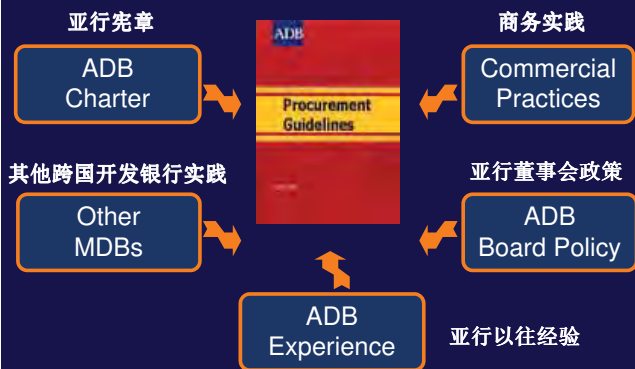 亚行宪章
ADB
Charter
ADB
Procurement
Guidelines
商务实践
Commercial
Practices
其他跨国开发银行实践
Other
MDBs
亚行董事会政策
ADB
Board Policy
ADB
Experience
亚行以往经验